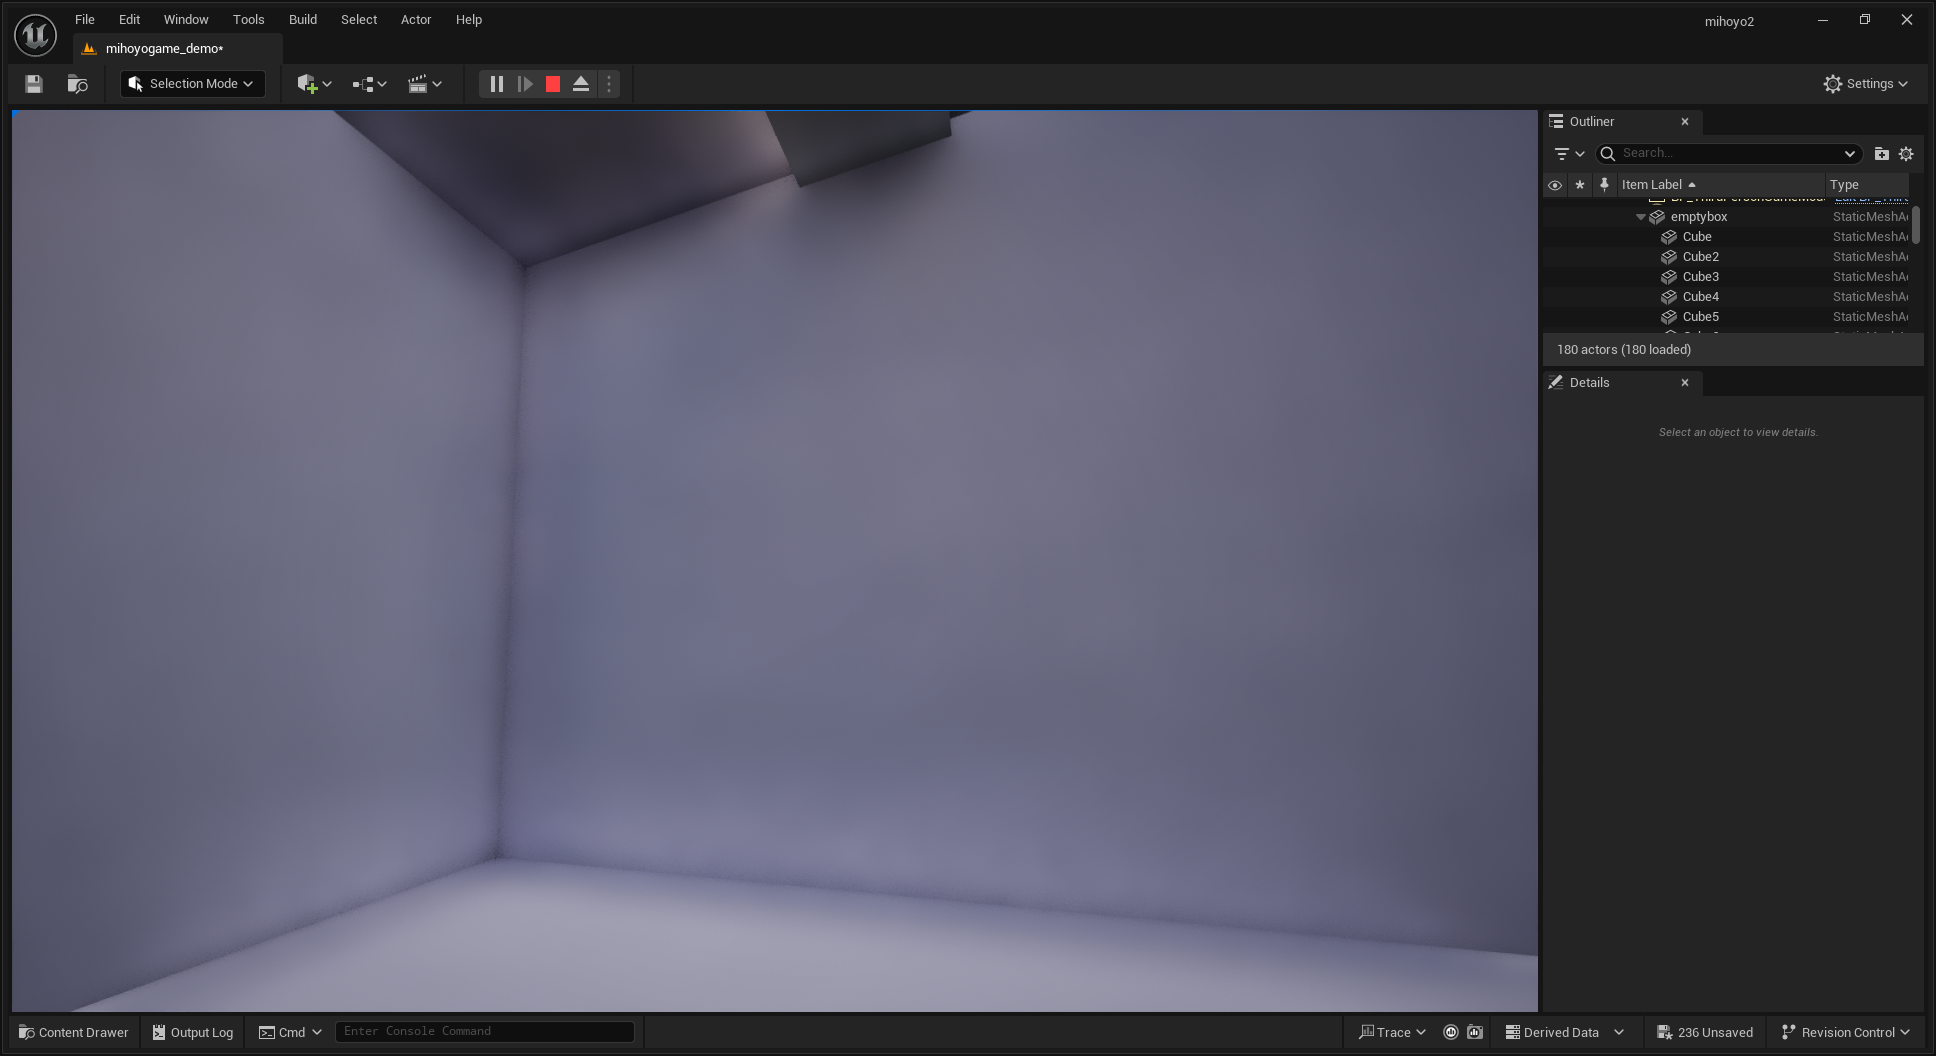 File Edit Window Tools Build Select Actor Help
mihoyo2
mihoyogame_demo*
Selection Mode
Settings
Outliner
Search...
Item Label
Type
emptybox StaticMeshA
Cube StaticMeshA
Cube2 StaticMeshA
Cube3 StaticMeshA
Cube4 StaticMeshA
Cube5 StaticMeshA
180 actors (180 loaded)
Details
Select an object to view details.
Content Drawer
Output Log
Cmd
Enter Console Command
Trace
Derived Data
236 Unsaved
Revision Control